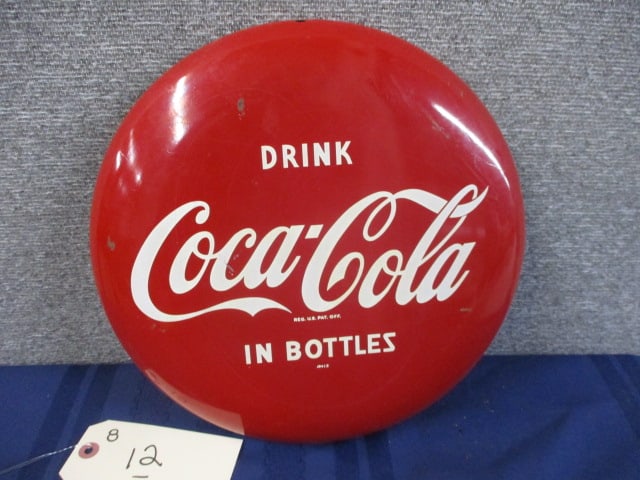 DRINK
Coca-Cola
REG. U.S. PAT. OFF.
IN BOTTLES
8
12